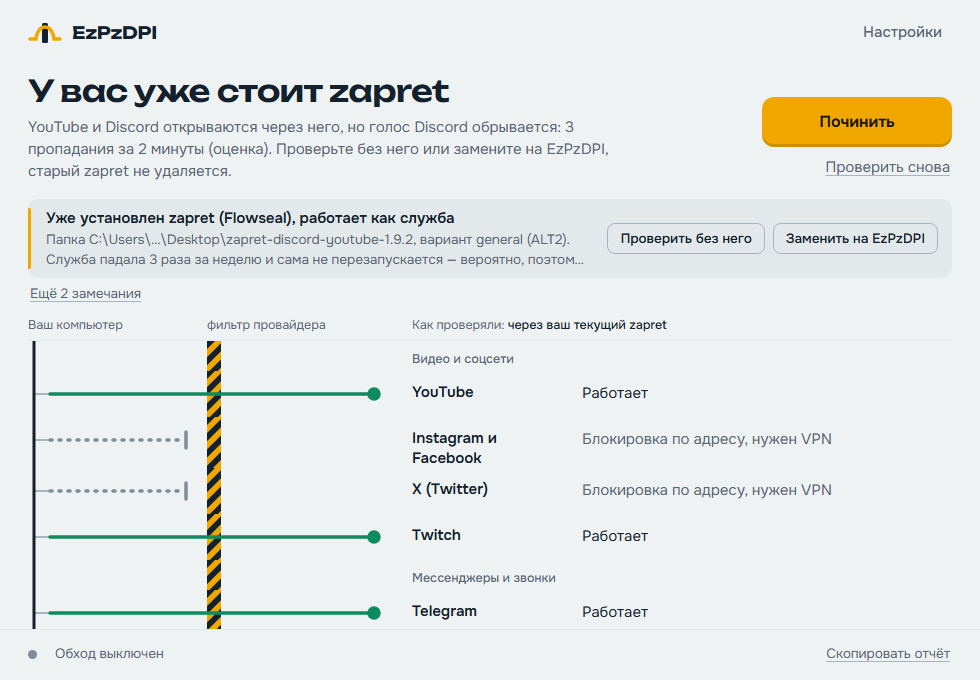 EzPzDPI
Настройки
У вас уже стоит zapret
YouTube и Discord открываются через него, но голос Discord обрывается: 3
пропадания за 2 минуты (оценка). Проверьте без него или замените на EzPzDPI,
старый zapret не удаляется.
Починить
Проверить снова
Уже установлен zapret (Flowseal), работает как служба
Папка C:\Users\...\Desktop\zapret-discord-youtube-1.9.2, вариант general (ALT2).
Служба падала 3 раза за неделю и сама не перезапускается — вероятно, поэтом...
Проверить без него
Заменить на EzPzDPI
Ещё 2 замечания
Ваш компьютер
фильтр провайдера
Как проверяли: через ваш текущий zapret
Видео и соцсети
YouTube
Работает
Instagram и
Facebook
Блокировка по адресу, нужен VPN
X (Twitter)
Блокировка по адресу, нужен VPN
Twitch
Работает
Мессенджеры и звонки
Telegram
Работает
Обход выключен
Скопировать отчёт